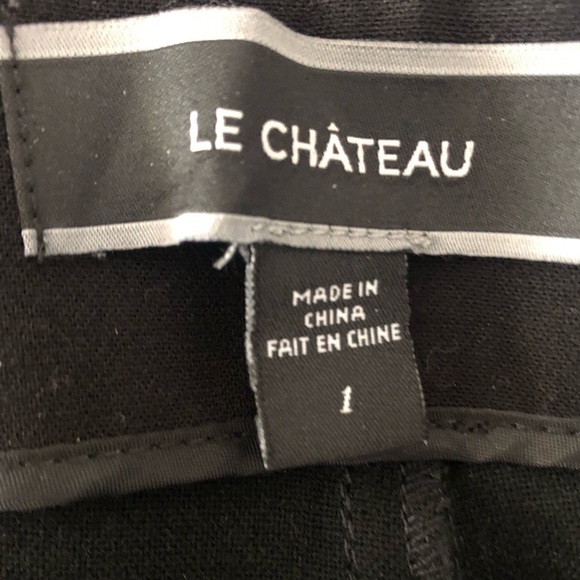 LE CHÂTEAU
MADE IN
CHINA
FAIT EN CHINE
1